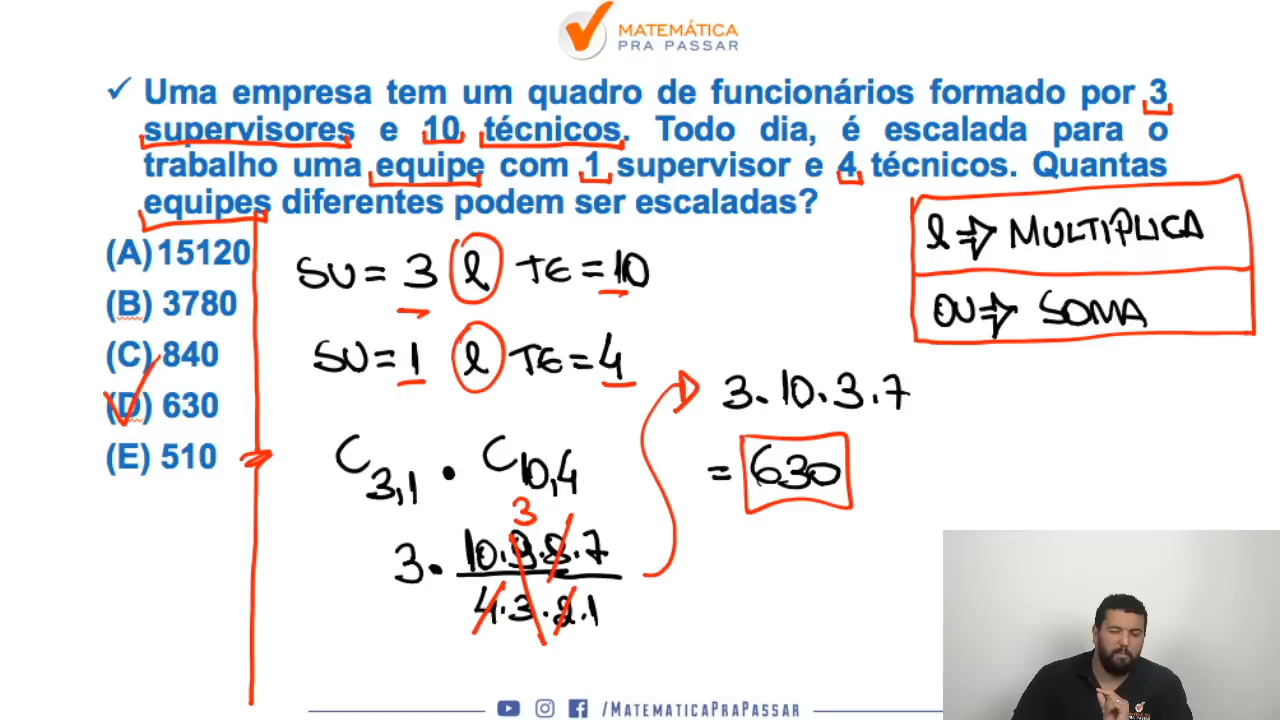 MATEMÁTICA
PRA PASSAR
✓ Uma empresa tem um quadro de funcionários formado por 3
supervisores e 10 técnicos. Todo dia, é escalada para o
trabalho uma equipe com 1 supervisor e 4 técnicos. Quantas
equipes diferentes podem ser escaladas?
(A) 15120
(B) 3780
(C) 840
(D) 630
(E) 510
SU = 3 e TE = 10
SU = 1 e TE = 4
C3,1 . C10,4
3
3 . 10.9.8.7
4.3.2.1
e ⇒ MULTIPLICA
OU ⇒ SOMA
3.10.3.7
= 630
/MATEMATICAPRAPASSAR